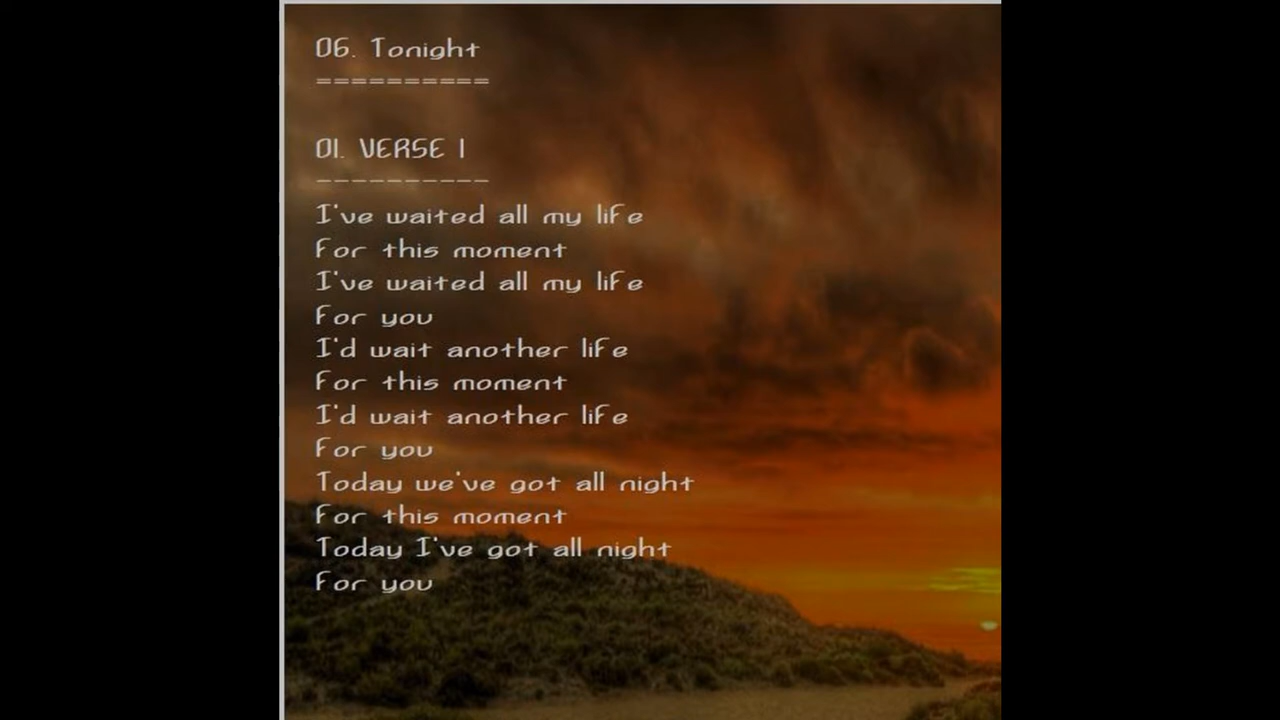 06. Tonight
==========
01. VERSE 1
----------
I've waited all my life
For this moment
I've waited all my life
For you
I'd wait another life
For this moment
I'd wait another life
For you
Today we've got all night
For this moment
Today I've got all night
For you